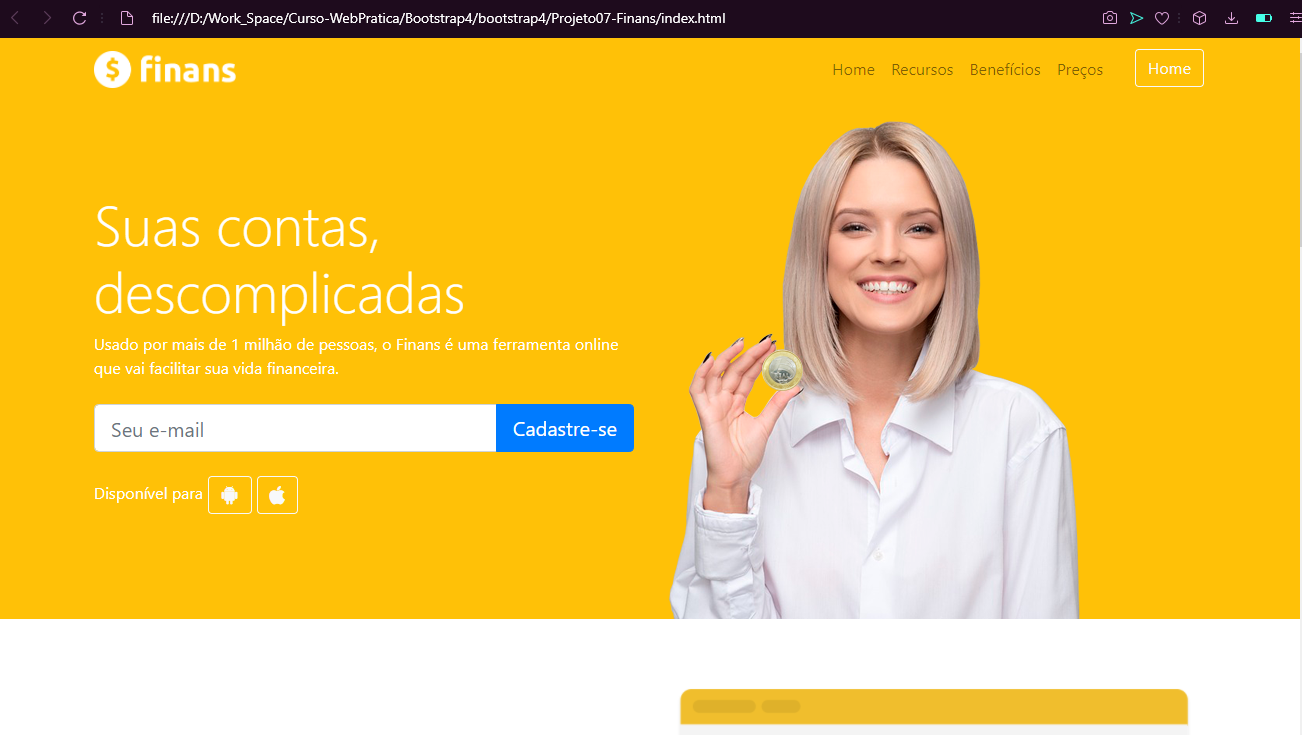 file:///D:/Work_Space/Curso-WebPratica/Bootstrap4/bootstrap4/Projeto07-Finans/index.html
$ finans
Home Recursos Benefícios Preços Home
Suas contas,
descomplicadas
Usado por mais de 1 milhão de pessoas, o Finans é uma ferramenta online
que vai facilitar sua vida financeira.
Seu e-mail Cadastre-se
Disponível para